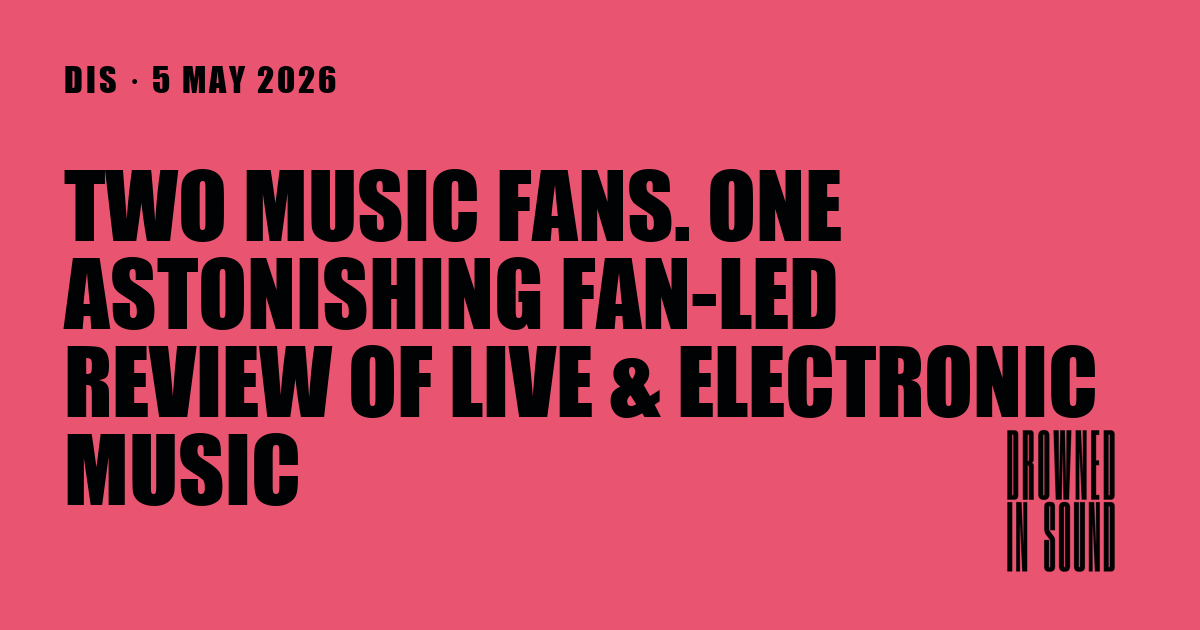 DIS · 5 MAY 2026
TWO MUSIC FANS. ONE
ASTONISHING FAN-LED
REVIEW OF LIVE & ELECTRONIC
MUSIC
DROWNED
IN SOUND